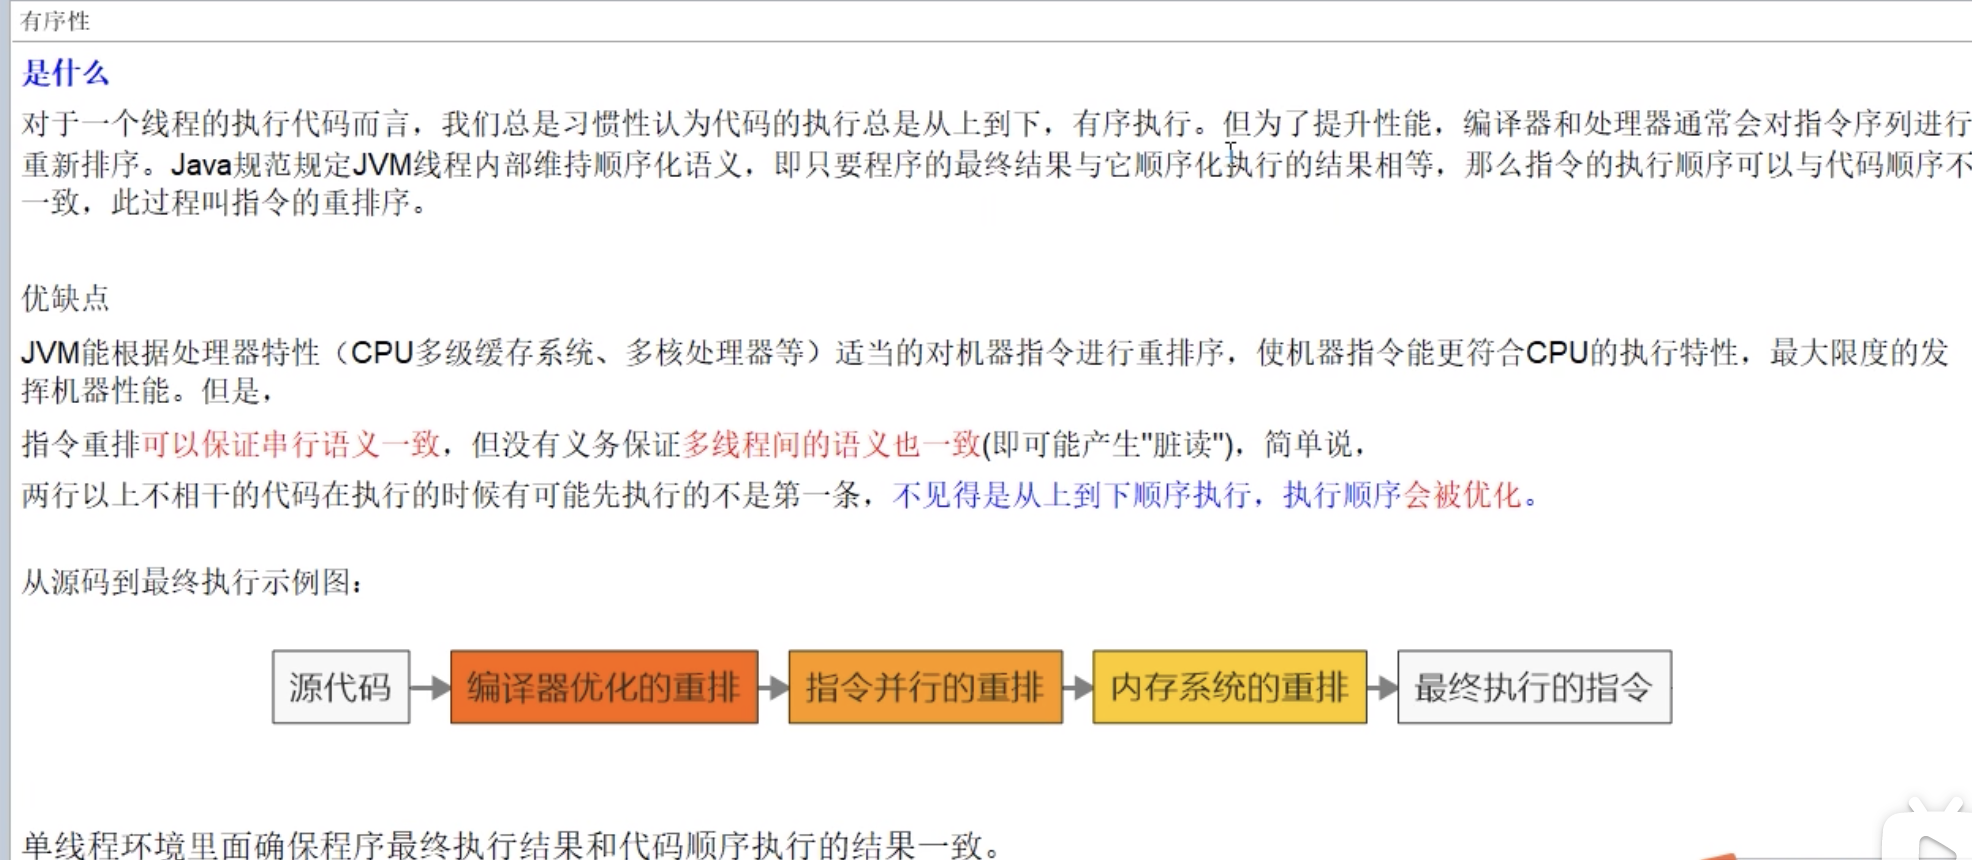 有序性
是什么
对于一个线程的执行代码而言，我们总是习惯性认为代码的执行总是从上到下，有序执行。但为了提升性能，编译器和处理器通常会对指令序列进行
重新排序。Java规范规定JVM线程内部维持顺序化语义，即只要程序的最终结果与它顺序化执行的结果相等，那么指令的执行顺序可以与代码顺序不
一致，此过程叫指令的重排序。
优缺点
JVM能根据处理器特性（CPU多级缓存系统、多核处理器等）适当的对机器指令进行重排序，使机器指令能更符合CPU的执行特性，最大限度的发
挥机器性能。但是，
指令重排可以保证串行语义一致，但没有义务保证多线程间的语义也一致(即可能产生"脏读")，简单说，
两行以上不相干的代码在执行的时候有可能先执行的不是第一条，不见得是从上到下顺序执行，执行顺序会被优化。
从源码到最终执行示例图：
源代码 编译器优化的重排 指令并行的重排 内存系统的重排 最终执行的指令
单线程环境里面确保程序最终执行结果和代码顺序执行的结果一致。